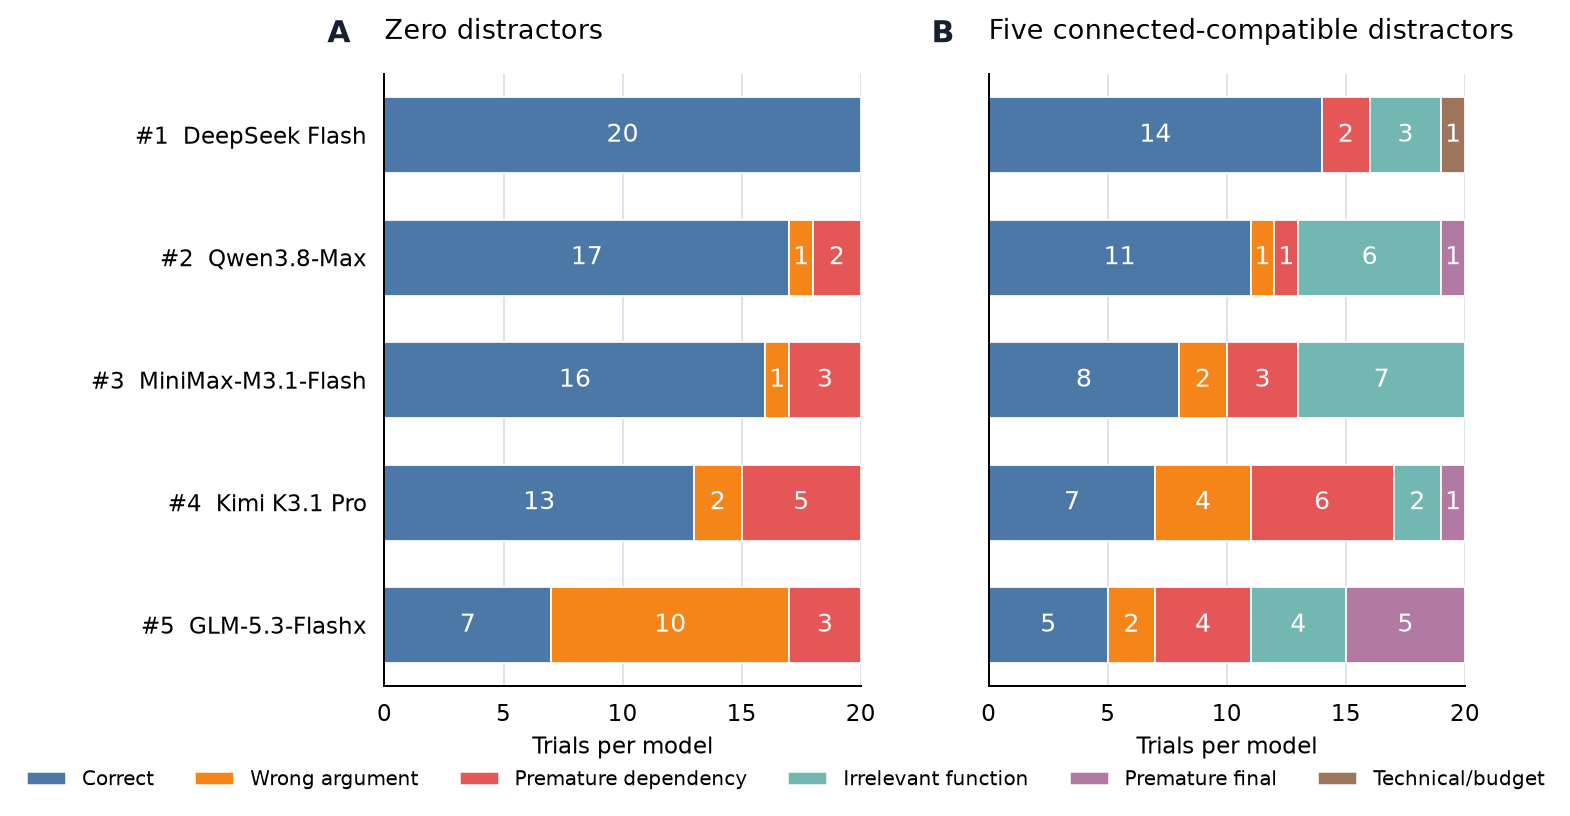 A Zero distractors
B Five connected-compatible distractors
#1 DeepSeek Flash
20
14 2 3 1
#2 Qwen3.8-Max
17 1 2
11 1 1 6 1
#3 MiniMax-M3.1-Flash
16 1 3
8 2 3 7
#4 Kimi K3.1 Pro
13 2 5
7 4 6 2 1
#5 GLM-5.3-Flashx
7 10 3
5 2 4 4 5
0 5 10 15 20
0 5 10 15 20
Trials per model
Trials per model
Correct Wrong argument Premature dependency Irrelevant function Premature final Technical/budget